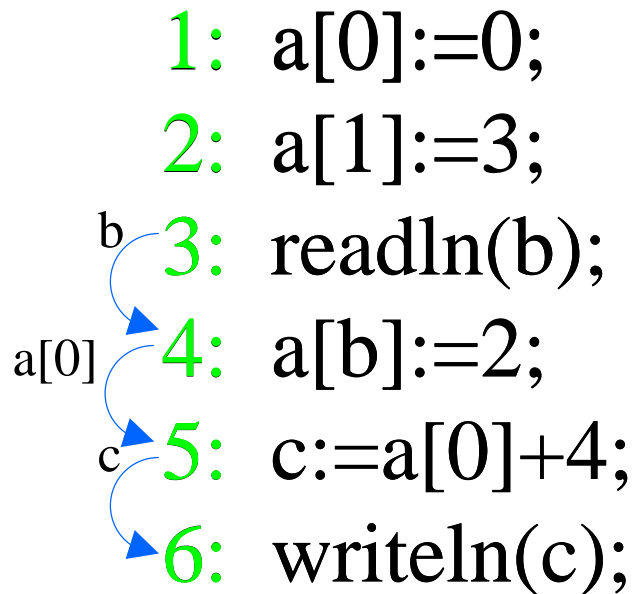 1: a[0]:=0;
2: a[1]:=3;
b
3: readln(b);
4: a[b]:=2;
a[0]
5: c:=a[0]+4;
c
6: writeln(c);